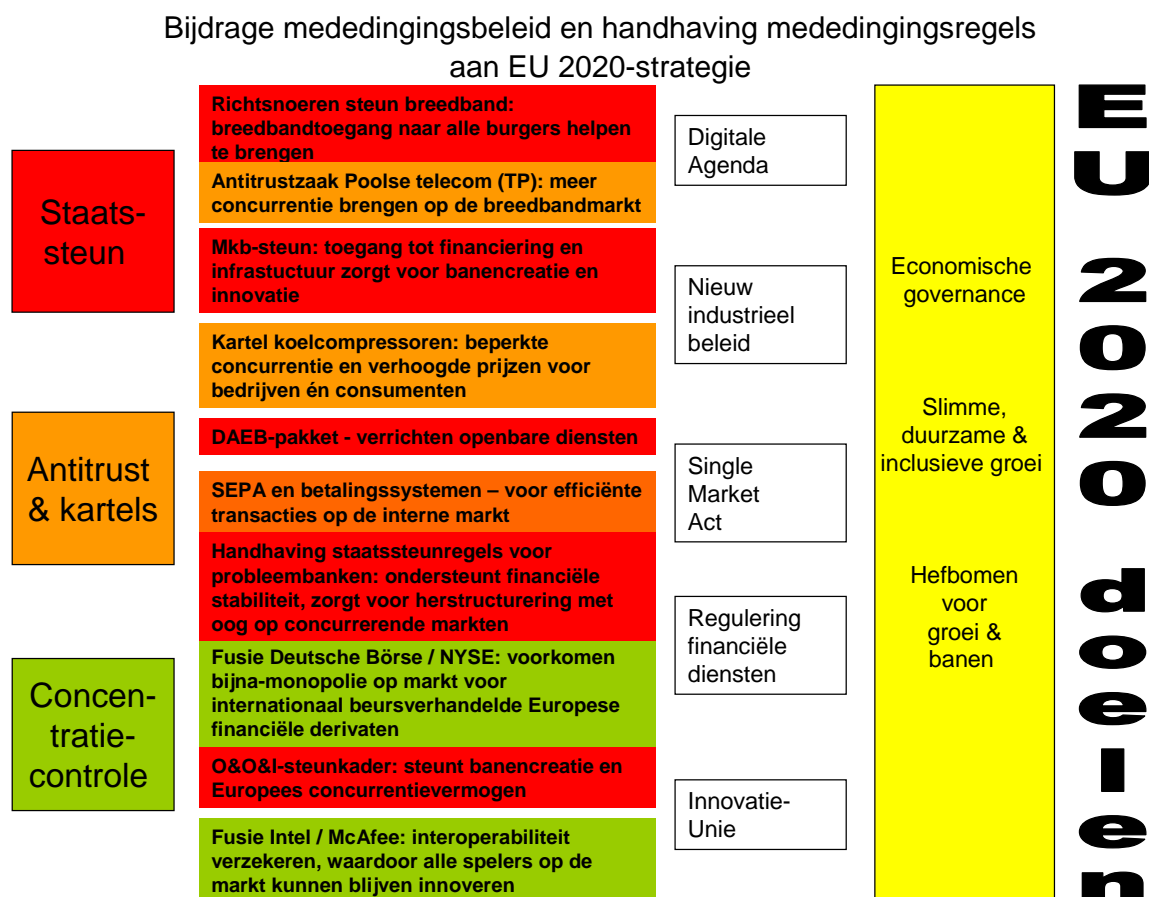 Bijdrage mededingingsbeleid en handhaving mededingingsregels
aan EU 2020-strategie
Staats-
steun
Antitrust
& kartels
Concen-
tratie-
controle
Richtsnoeren steun breedband:
breedbandtoegang naar alle burgers helpen
te brengen
Antitrustzaak Poolse telecom (TP): meer
concurrentie brengen op de breedbandmarkt
Mkb-steun: toegang tot financiering en
infrastuctuur zorgt voor banencreatie en
innovatie
Kartel koelcompressoren: beperkte
concurrentie en verhoogde prijzen voor
bedrijven én consumenten
DAEB-pakket - verrichten openbare diensten
SEPA en betalingssystemen – voor efficiënte
transacties op de interne markt
Handhaving staatssteunregels voor
probleembanken: ondersteunt financiële
stabiliteit, zorgt voor herstructurering met
oog op concurrerende markten
Fusie Deutsche Börse / NYSE: voorkomen
bijna-monopolie op markt voor
internationaal beursverhandelde Europese
financiële derivaten
O&O&I-steunkader: steunt banencreatie en
Europees concurrentievermogen
Fusie Intel / McAfee: interoperabiliteit
verzekeren, waardoor alle spelers op de
markt kunnen blijven innoveren
Digitale
Agenda
Nieuw
industrieel
beleid
Single
Market
Act
Regulering
financiële
diensten
Innovatie-
Unie
Economische
governance
Slimme,
duurzame &
inclusieve groei
Hefbomen
voor
groei &
banen
EU 2020 doelen